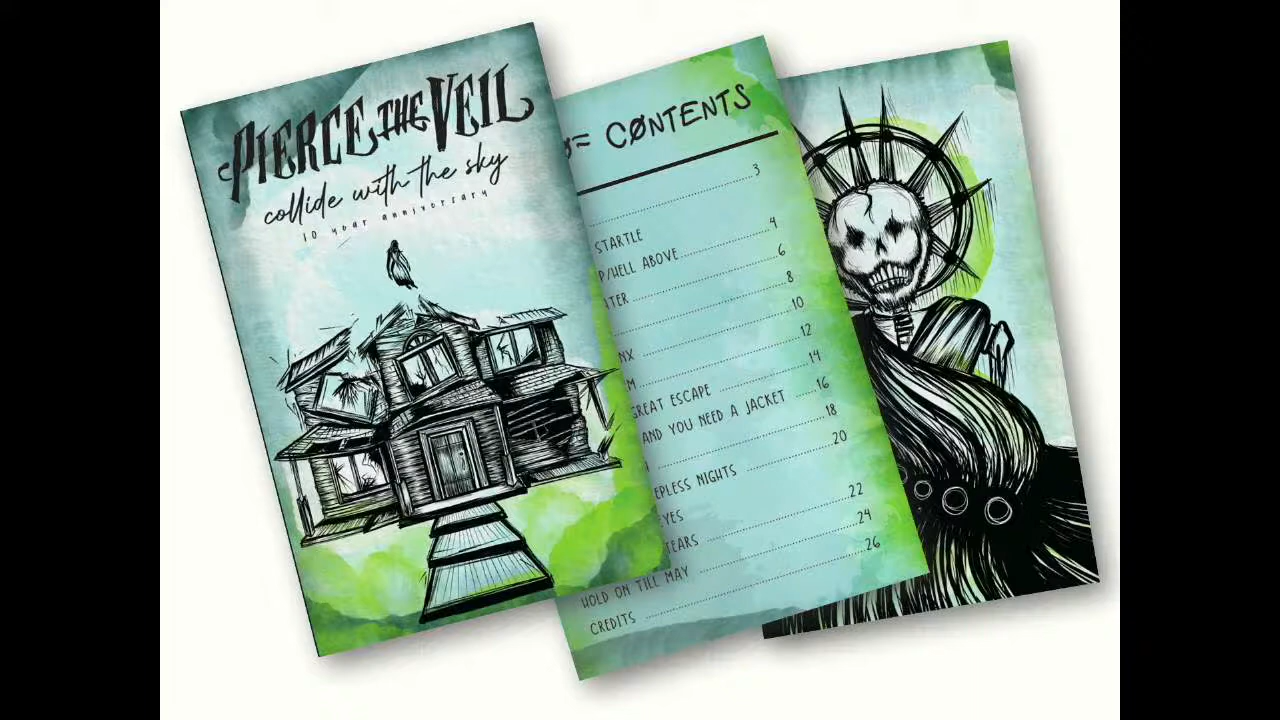 PIERCE THE VEIL
collide with the sky
10 year anniversary
CØNTENTS
3
STARTLE
4
P/HELL ABOVE
6
ITER
8
10
NX
12
M
14
GREAT ESCAPE
16
AND YOU NEED A JACKET
18
20
EPLESS NIGHTS
EYES
22
TEARS
24
HOLD ON TILL MAY
26
CREDITS